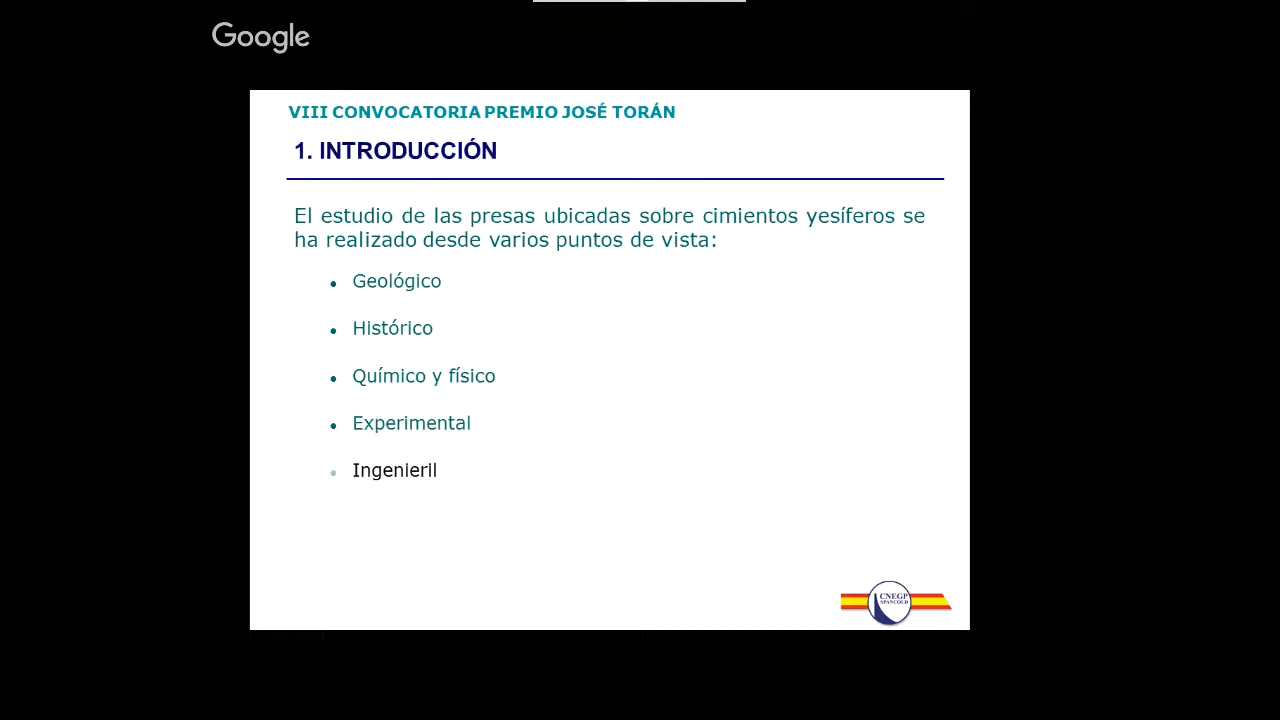 Google
VIII CONVOCATORIA PREMIO JOSÉ TORÁN
1. INTRODUCCIÓN
El estudio de las presas ubicadas sobre cimientos yesíferos se
ha realizado desde varios puntos de vista:
• Geológico
• Histórico
• Químico y físico
• Experimental
• Ingenieril
CNEGP
SPANCOLD